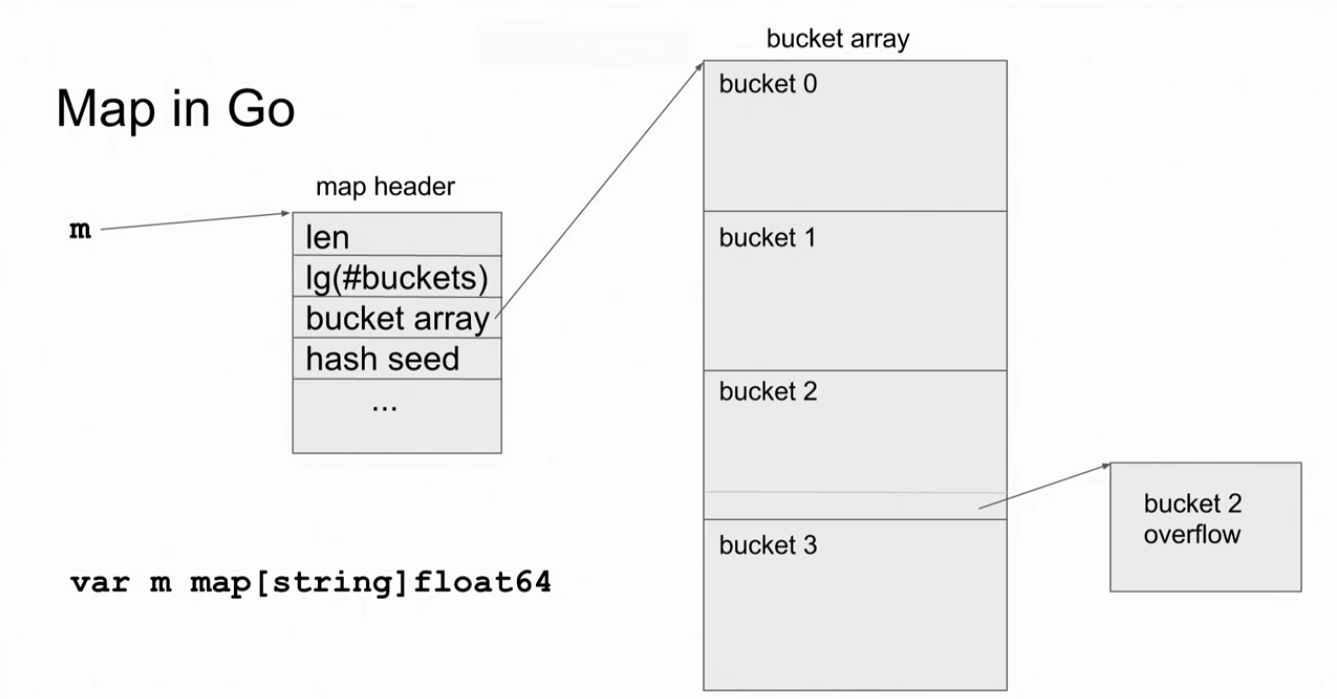 Map in Go
m
map header
len
lg(#buckets)
bucket array
hash seed
...
var m map[string]float64
bucket array
bucket 0
bucket 1
bucket 2
bucket 3
bucket 2
overflow